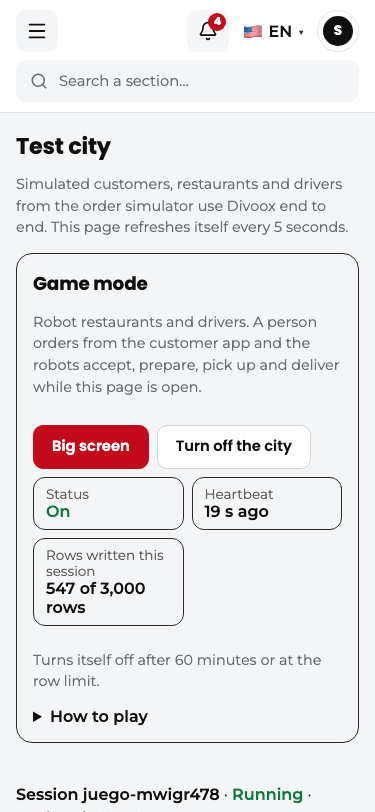 4
EN
S
Search a section...
Test city
Simulated customers, restaurants and drivers
from the order simulator use Divoox end to
end. This page refreshes itself every 5 seconds.
Game mode
Robot restaurants and drivers. A person
orders from the customer app and the
robots accept, prepare, pick up and deliver
while this page is open.
Big screen
Turn off the city
Status
On
Heartbeat
19 s ago
Rows written this
session
547 of 3,000
rows
Turns itself off after 60 minutes or at the
row limit.
How to play
Session juego-mwigr478 · Running ·